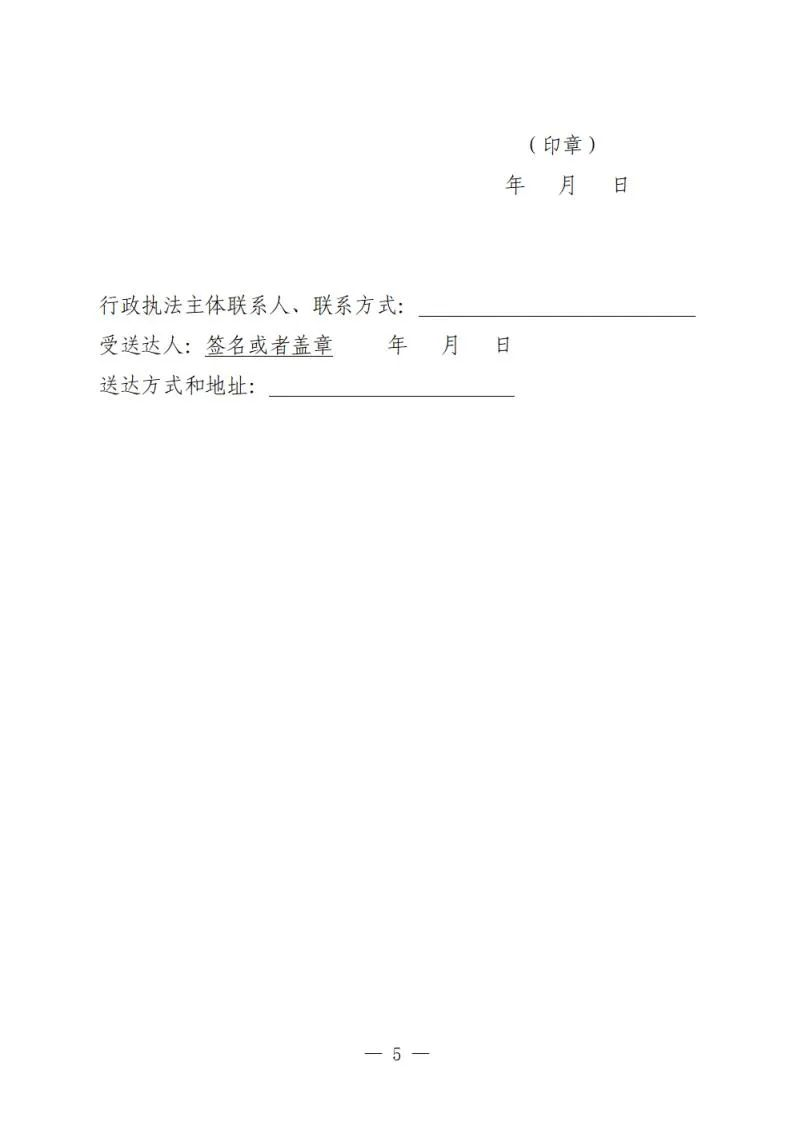 （印章）
年 月 日
行政执法主体联系人、联系方式：
受送达人：签名或者盖章 年 月 日
送达方式和地址：
— 5 —